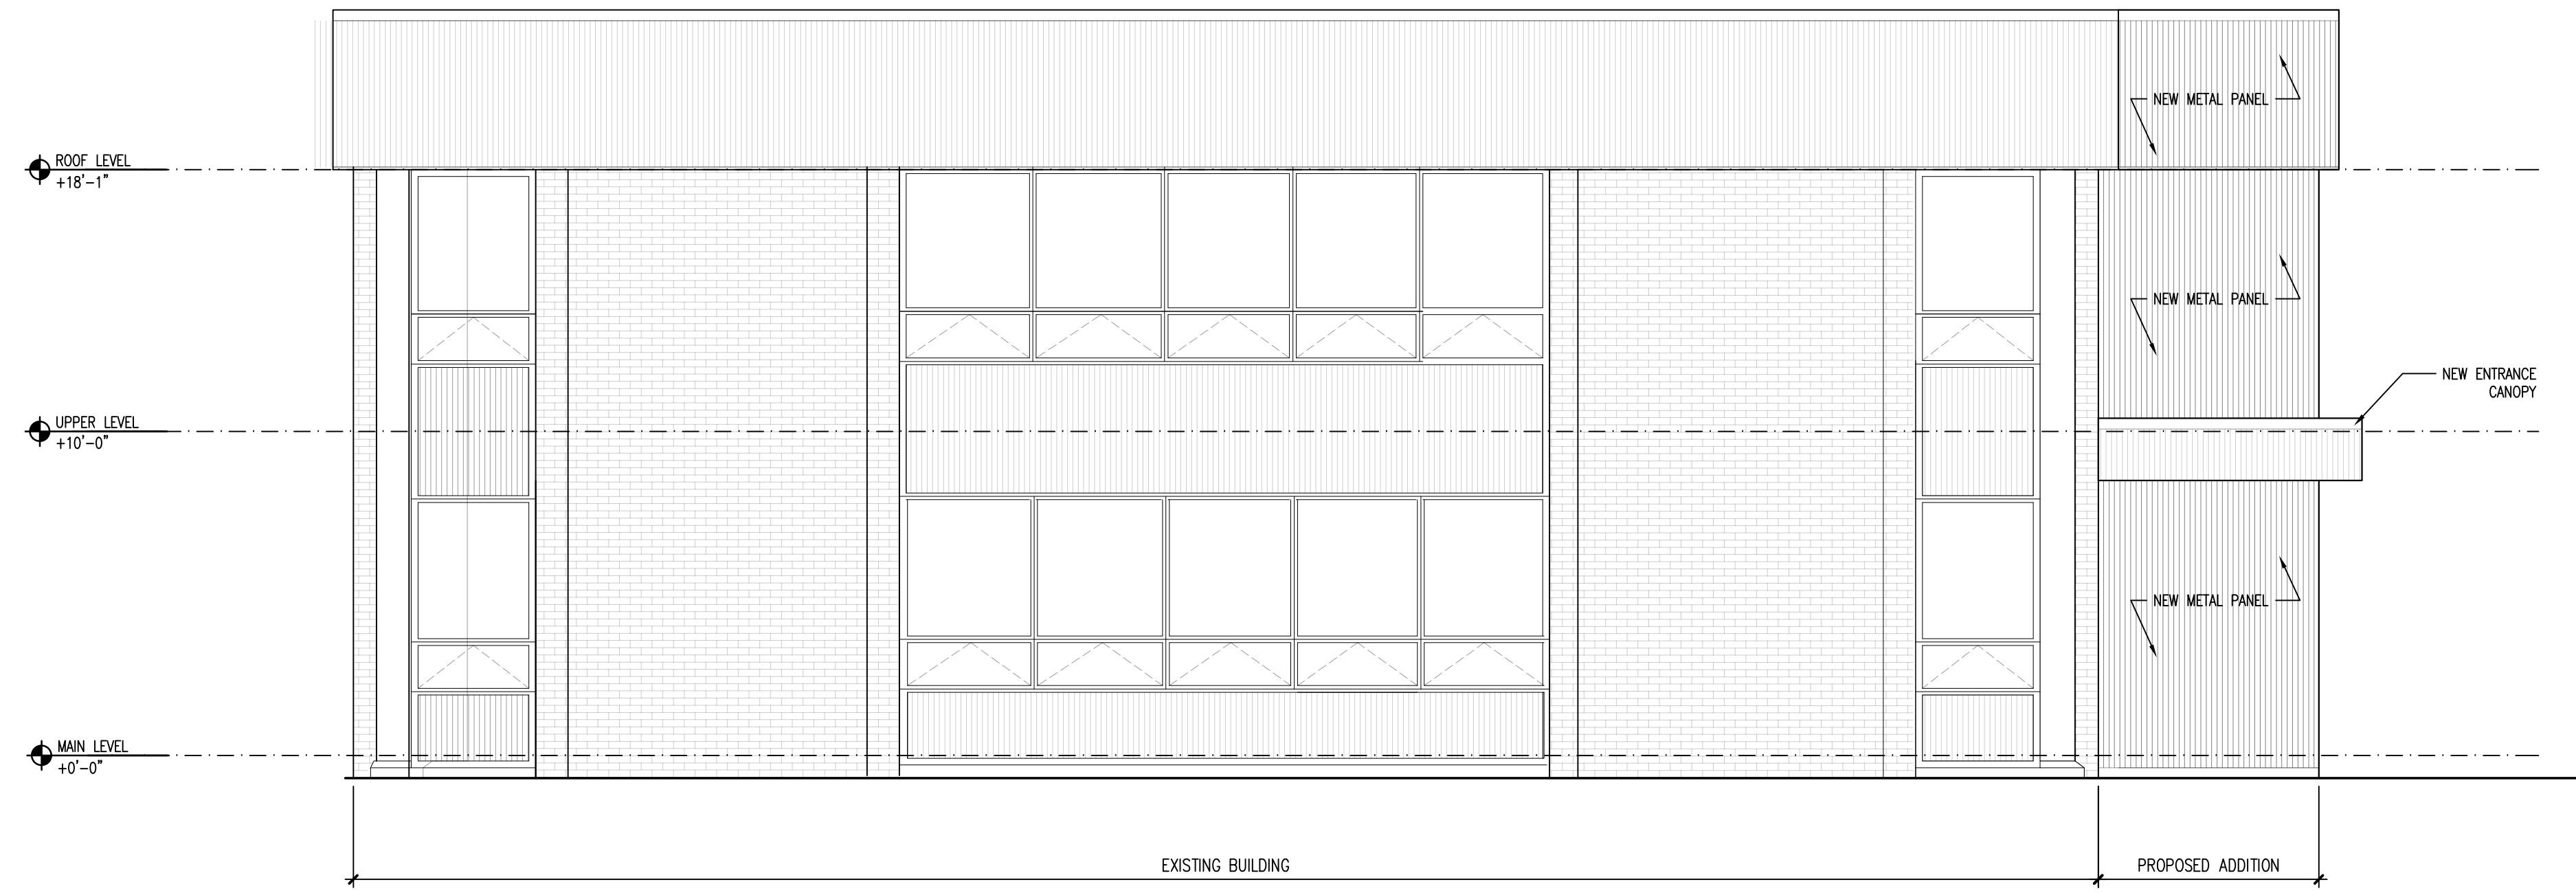 NEW METAL PANEL
ROOF LEVEL
+18'-1"
NEW METAL PANEL
NEW ENTRANCE
CANOPY
UPPER LEVEL
+10'-0"
NEW METAL PANEL
MAIN LEVEL
+0'-0"
EXISTING BUILDING
PROPOSED ADDITION